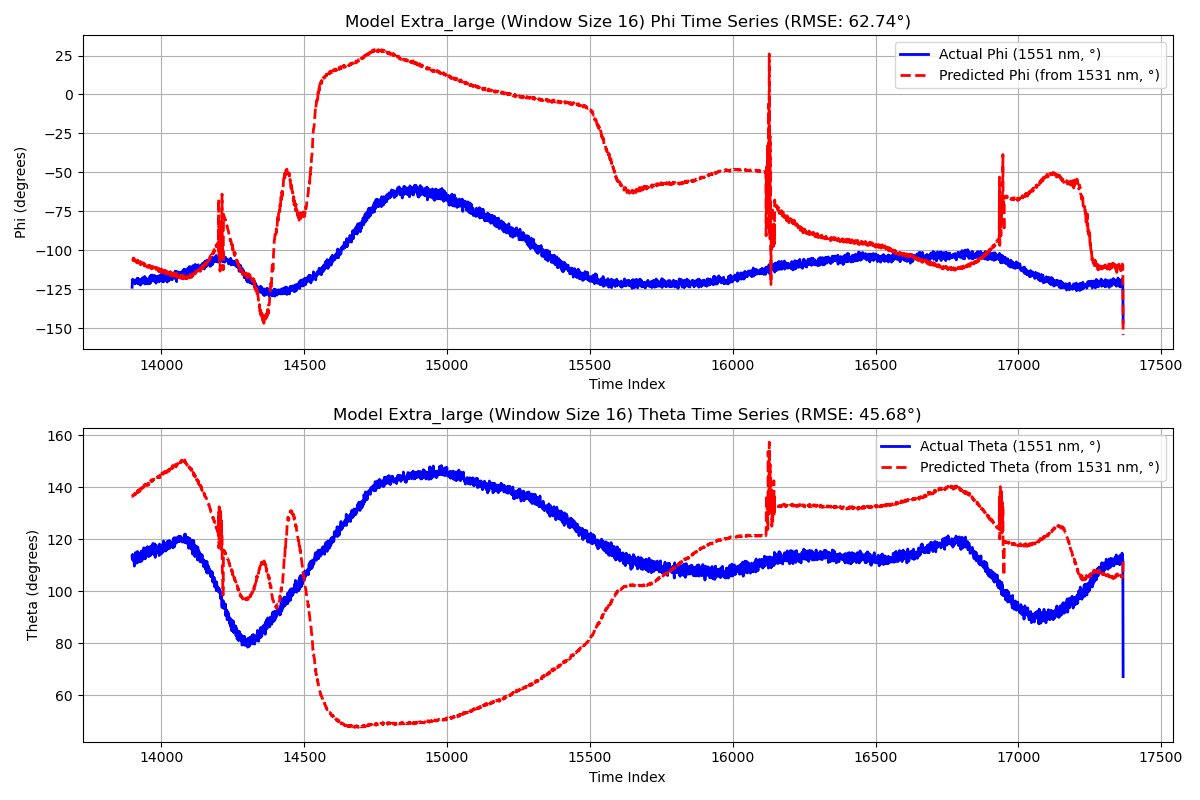 Model Extra_large (Window Size 16) Phi Time Series (RMSE: 62.74°)
Phi (degrees)
25
0
−25
−50
−75
−100
−125
−150
Actual Phi (1551 nm, °)
Predicted Phi (from 1531 nm, °)
14000 14500 15000 15500 16000 16500 17000 17500
Time Index
Model Extra_large (Window Size 16) Theta Time Series (RMSE: 45.68°)
Theta (degrees)
160
140
120
100
80
60
Actual Theta (1551 nm, °)
Predicted Theta (from 1531 nm, °)
14000 14500 15000 15500 16000 16500 17000 17500
Time Index